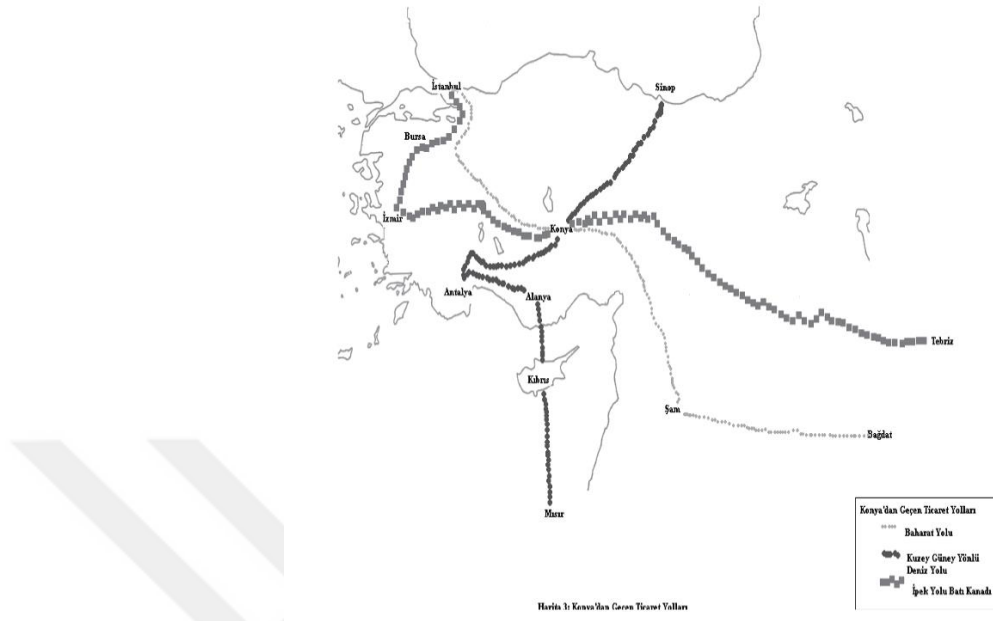 İstanbul
Sinop
Bursa
İzmir
Konya
Antalya
Alanya
Tebriz
Kıbrıs
Şam
Bağdat
Mısır
Konya'dan Geçen Ticaret Yolları
Baharat Yolu
Kuzey Güney Yönlü
Deniz Yolu
İpek Yolu Batı Kanadı
Harita 3: Konya'dan Geçen Ticaret Yolları